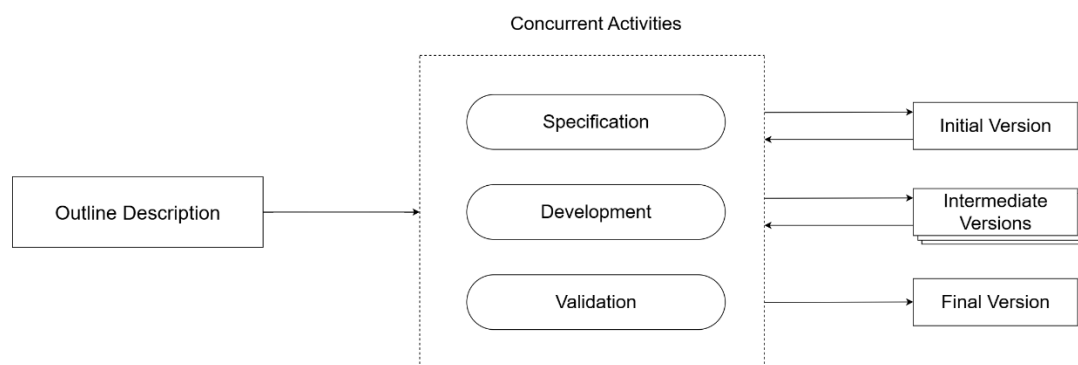 Concurrent Activities
Specification
Initial Version
Outline Description
Development
Intermediate
Versions
Validation
Final Version